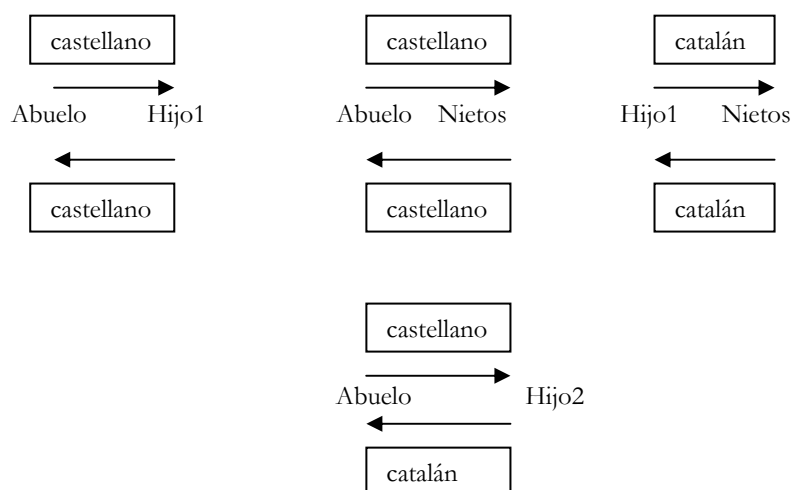 castellano castellano catalán
Abuelo Hijo1 Abuelo Nietos Hijo1 Nietos
castellano castellano catalán
castellano
Abuelo Hijo2
catalán